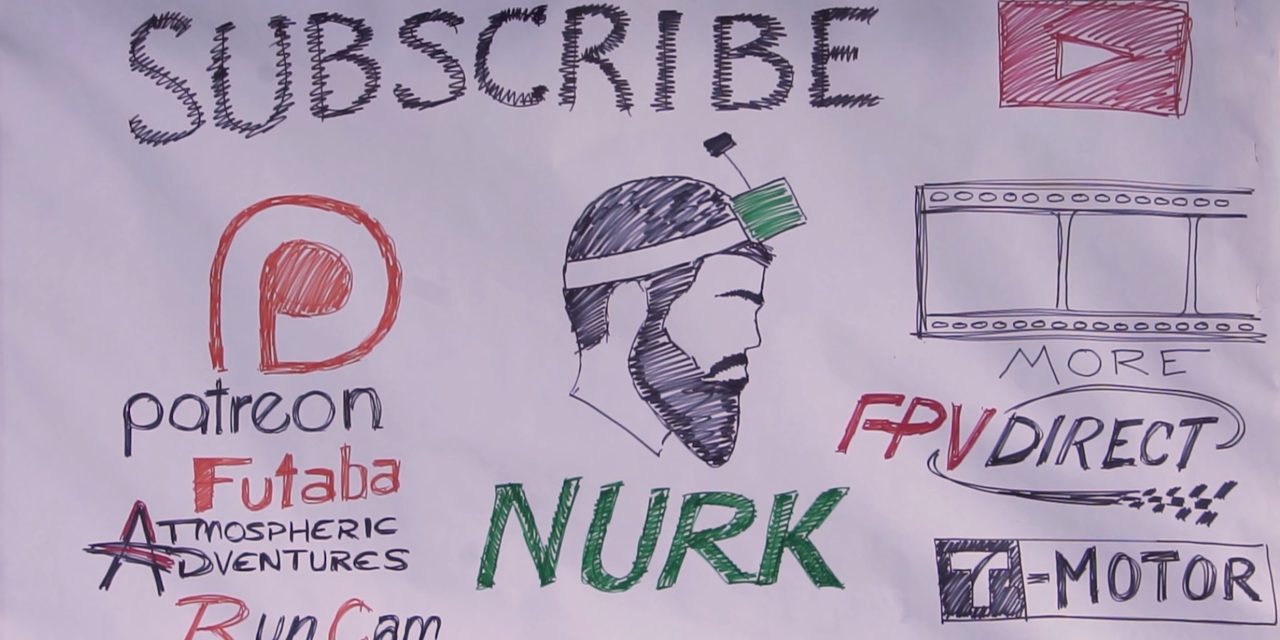 SUBSCRIBE
patreon
Futaba
ATMOSPHERIC
ADVENTURES
RunCam
NURK
MORE
FPV DIRECT
T-MOTOR